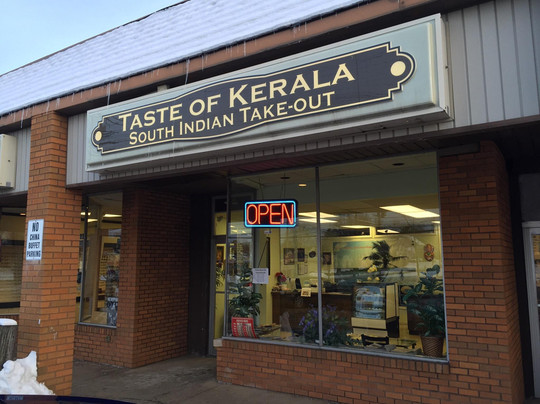 TASTE OF KERALA
SOUTH INDIAN TAKE-OUT
OPEN
NO
CHINA
BUFFET
PARKING